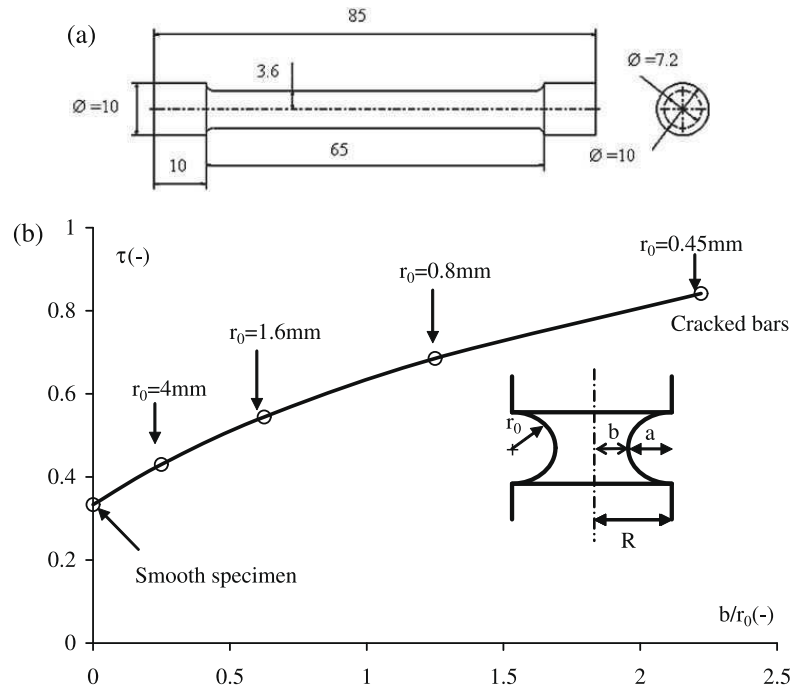 (a)
85
3.6
Ø =7.2
Ø =10
Ø =10
10
65
(b)
1
τ(-)
r₀=0.45mm
r₀=0.8mm
0.8
Cracked bars
r₀=1.6mm
0.6
r₀=4mm
r₀
b
a
0.4
R
Smooth specimen
0.2
b/r₀(-)
0
0
0.5
1
1.5
2
2.5